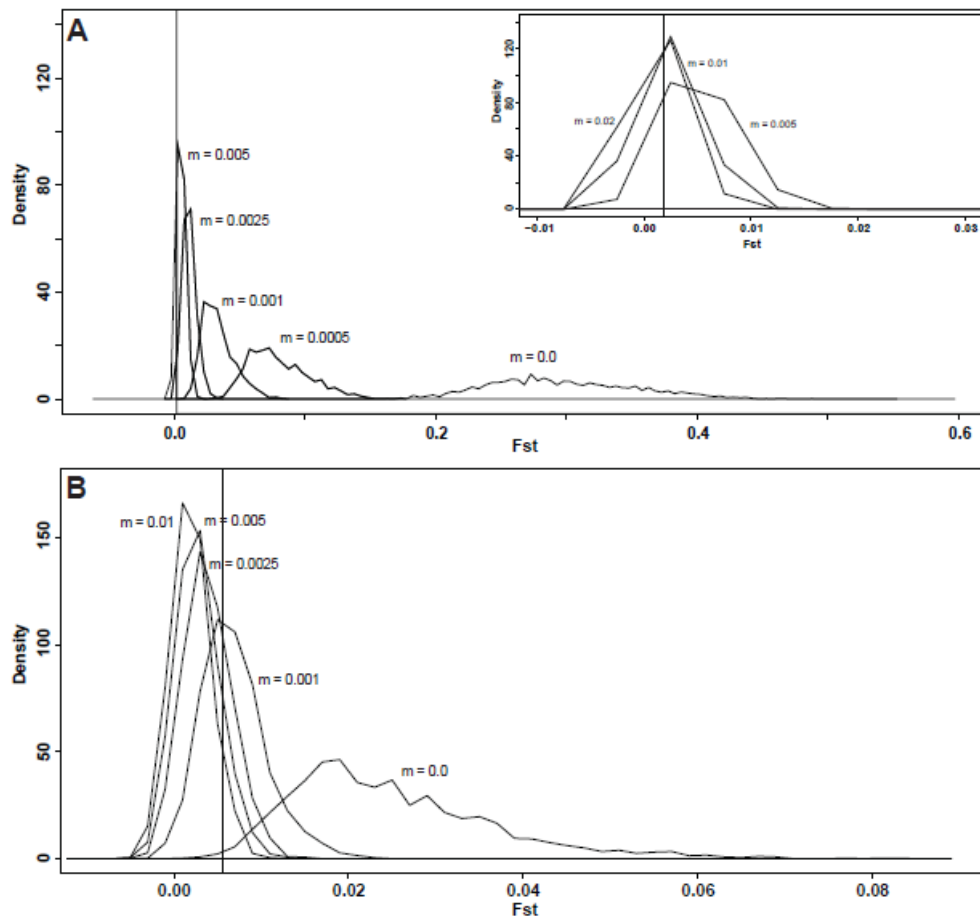 A
Density
120
80
40
0
m = 0.005
m = 0.0025
m = 0.001
m = 0.0005
m = 0.0
0.0
0.2
0.4
0.6
Fst
Density
120
80
40
0
m = 0.02
m = 0.01
m = 0.005
-0.01
0.00
0.01
0.02
0.03
Fst
B
Density
150
100
50
0
m = 0.01
m = 0.005
m = 0.0025
m = 0.001
m = 0.0
0.00
0.02
0.04
0.06
0.08
Fst